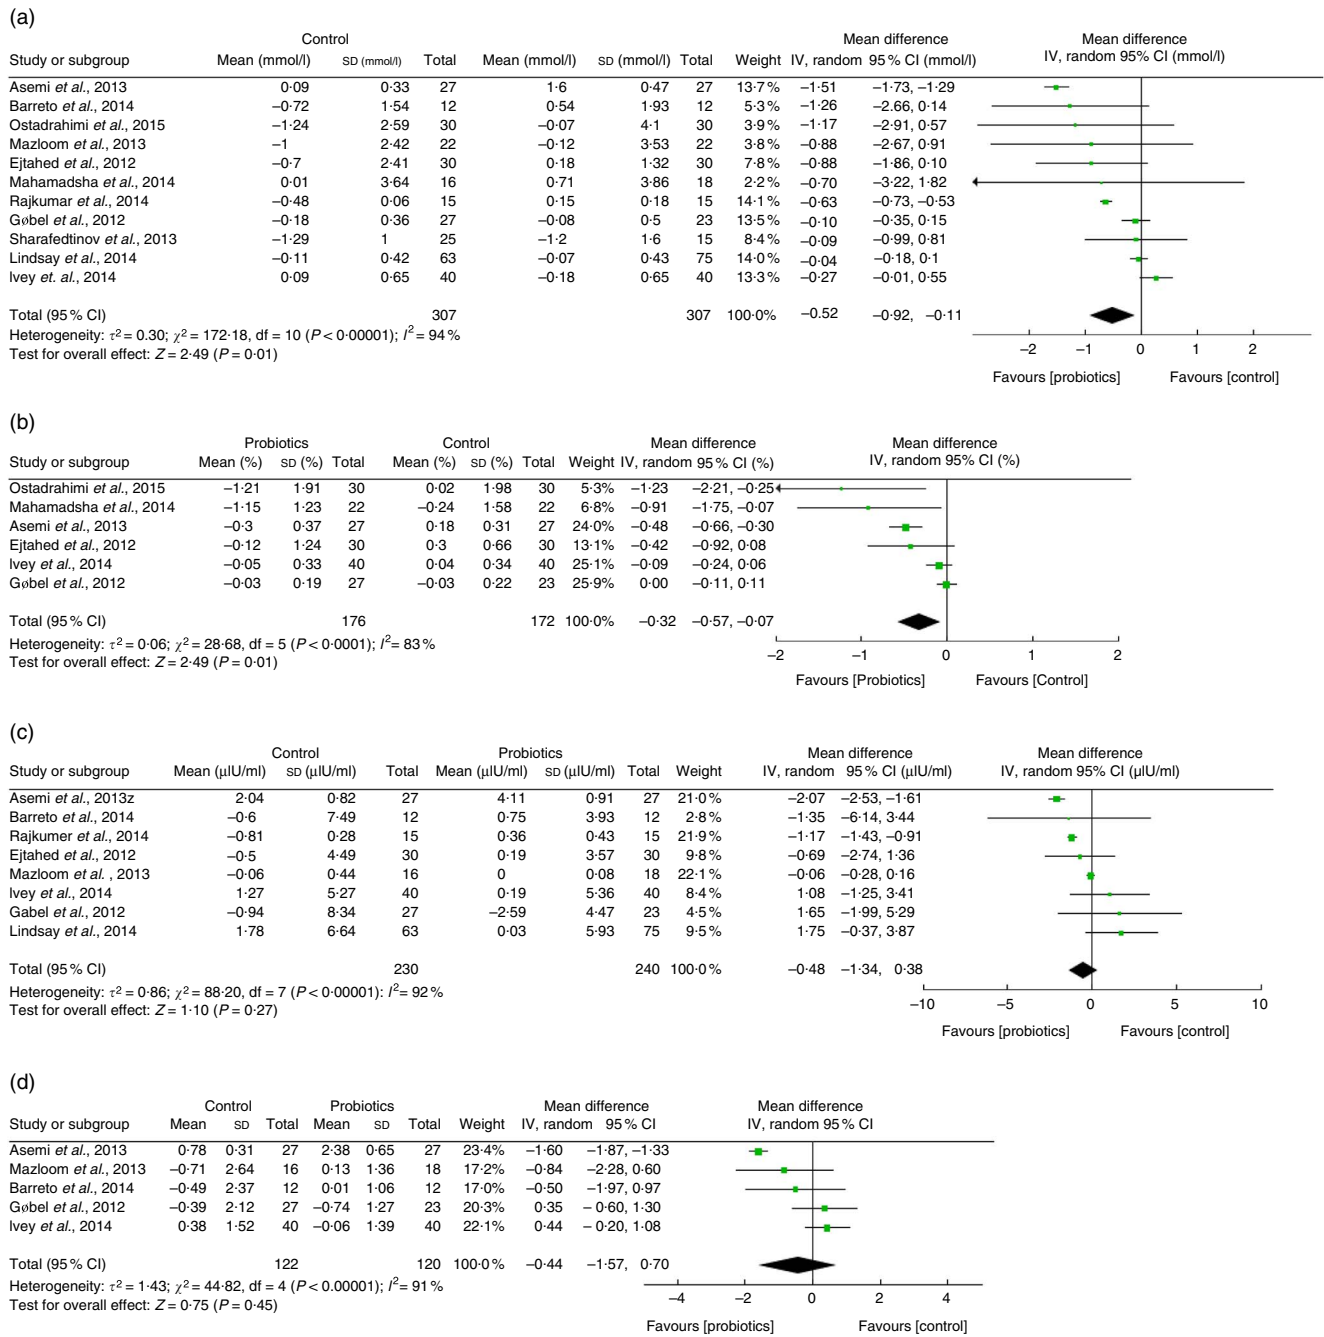 (a)
Control Mean difference Mean difference
Study or subgroup Mean (mmol/l) SD (mmol/l) Total Mean (mmol/l) SD (mmol/l) Total Weight IV, random 95 % CI (mmol/l) IV, random 95% CI (mmol/l)
Asemi et al., 2013 0·09 0·33 27 1·6 0·47 27 13·7 % −1·51 −1·73, −1·29
Barreto et al., 2014 −0·72 1·54 12 0·54 1·93 12 5·3 % −1·26 −2·66, 0·14
Ostadrahimi et al., 2015 −1·24 2·59 30 −0·07 4·1 30 3·9 % −1·17 −2·91, 0·57
Mazloom et al., 2013 −1 2·42 22 −0·12 3·53 22 3·8 % −0·88 −2·67, 0·91
Ejtahed et al., 2012 −0·7 2·41 30 0·18 1·32 30 7·8 % −0·88 −1·86, 0·10
Mahamadsha et al., 2014 0·01 3·64 16 0·71 3·86 18 2·2 % −0·70 −3·22, 1·82
Rajkumar et al., 2014 −0·48 0·06 15 0·15 0·18 15 14·1 % −0·63 −0·73, −0·53
Gøbel et al., 2012 −0·18 0·36 27 −0·08 0·5 23 13·5 % −0·10 −0·35, 0·15
Sharafedtinov et al., 2013 −1·29 1 25 −1·2 1·6 15 8·4 % −0·09 −0·99, 0·81
Lindsay et al., 2014 −0·11 0·42 63 −0·07 0·43 75 14·0 % −0·04 −0·18, 0·1
Ivey et. al., 2014 0·09 0·65 40 −0·18 0·65 40 13·3 % −0·27 −0·01, 0·55
Total (95 % CI) 307 307 100·0% −0·52 −0·92, −0·11
Heterogeneity: τ² = 0·30; χ² = 172·18, df = 10 (P < 0·00001); I² = 94 %
Test for overall effect: Z = 2·49 (P = 0·01)
−2 −1 0 1 2
Favours [probiotics] Favours [control]
(b)
Probiotics Control Mean difference Mean difference
Study or subgroup Mean (%) SD (%) Total Mean (%) SD (%) Total Weight IV, random 95 % CI (%) IV, random 95% CI (%)
Ostadrahimi et al., 2015 −1·21 1·91 30 0·02 1·98 30 5·3% −1·23 −2·21, −0·25
Mahamadsha et al., 2014 −1·15 1·23 22 −0·24 1·58 22 6·8% −0·91 −1·75, −0·07
Asemi et al., 2013 −0·3 0·37 27 0·18 0·31 27 24·0% −0·48 −0·66, −0·30
Ejtahed et al., 2012 −0·12 1·24 30 0·3 0·66 30 13·1% −0·42 −0·92, 0·08
Ivey et al., 2014 −0·05 0·33 40 0·04 0·34 40 25·1% −0·09 −0·24, 0·06
Gøbel et al., 2012 −0·03 0·19 27 −0·03 0·22 23 25·9% 0·00 −0·11, 0·11
Total (95 % CI) 176 172 100·0% −0·32 −0·57, −0·07
Heterogeneity: τ² = 0·06; χ² = 28·68, df = 5 (P < 0·0001); I² = 83 %
Test for overall effect: Z = 2·49 (P = 0·01)
−2 −1 0 1 2
Favours [Probiotics] Favours [Control]
(c)
Control Probiotics Mean difference Mean difference
Study or subgroup Mean (µIU/ml) SD (µIU/ml) Total Mean (µIU/ml) SD (µIU/ml) Total Weight IV, random 95 % CI (µIU/ml) IV, random 95% CI (µIU/ml)
Asemi et al., 2013z 2·04 0·82 27 4·11 0·91 27 21·0 % −2·07 −2·53, −1·61
Barreto et al., 2014 −0·6 7·49 12 0·75 3·93 12 2·8 % −1·35 −6·14, 3·44
Rajkumer et al., 2014 −0·81 0·28 15 0·36 0·43 15 21·9 % −1·17 −1·43, −0·91
Ejtahed et al., 2012 −0·5 4·49 30 0·19 3·57 30 9·8 % −0·69 −2·74, 1·36
Mazloom et al. , 2013 −0·06 0·44 16 0 0·08 18 22·1 % −0·06 −0·28, 0·16
Ivey et al., 2014 1·27 5·27 40 0·19 5·36 40 8·4 % 1·08 −1·25, 3·41
Gabel et al., 2012 −0·94 8·34 27 −2·59 4·47 23 4·5 % 1·65 −1·99, 5·29
Lindsay et al., 2014 1·78 6·64 63 0·03 5·93 75 9·5 % 1·75 −0·37, 3·87
Total (95 % CI) 230 240 100·0 % −0·48 −1·34, 0·38
Heterogeneity: τ² = 0·86; χ² = 88·20, df = 7 (P < 0·00001): I² = 92 %
Test for overall effect: Z = 1·10 (P = 0·27)
−10 −5 0 5 10
Favours [probiotics] Favours [control]
(d)
Control Probiotics Mean difference Mean difference
Study or subgroup Mean SD Total Mean SD Total Weight IV, random 95 % CI IV, random 95 % CI
Asemi et al., 2013 0·78 0·31 27 2·38 0·65 27 23·4% −1·60 −1·87, −1·33
Mazloom et al., 2013 −0·71 2·64 16 0·13 1·36 18 17·2% −0·84 −2·28, 0·60
Barreto et al., 2014 −0·49 2·37 12 0·01 1·06 12 17·0% −0·50 −1·97, 0·97
Gøbel et al., 2012 −0·39 2·12 27 −0·74 1·27 23 20·3% 0·35 − 0·60, 1·30
Ivey et al., 2014 0·38 1·52 40 −0·06 1·39 40 22·1% 0·44 − 0·20, 1·08
Total (95 % CI) 122 120 100·0 % −0·44 −1·57, 0·70
Heterogeneity: τ² = 1·43; χ² = 44·82, df = 4 (P < 0.00001); I² = 91 %
Test for overall effect: Z = 0·75 (P = 0·45)
−4 −2 0 2 4
Favours [probiotics] Favours [control]